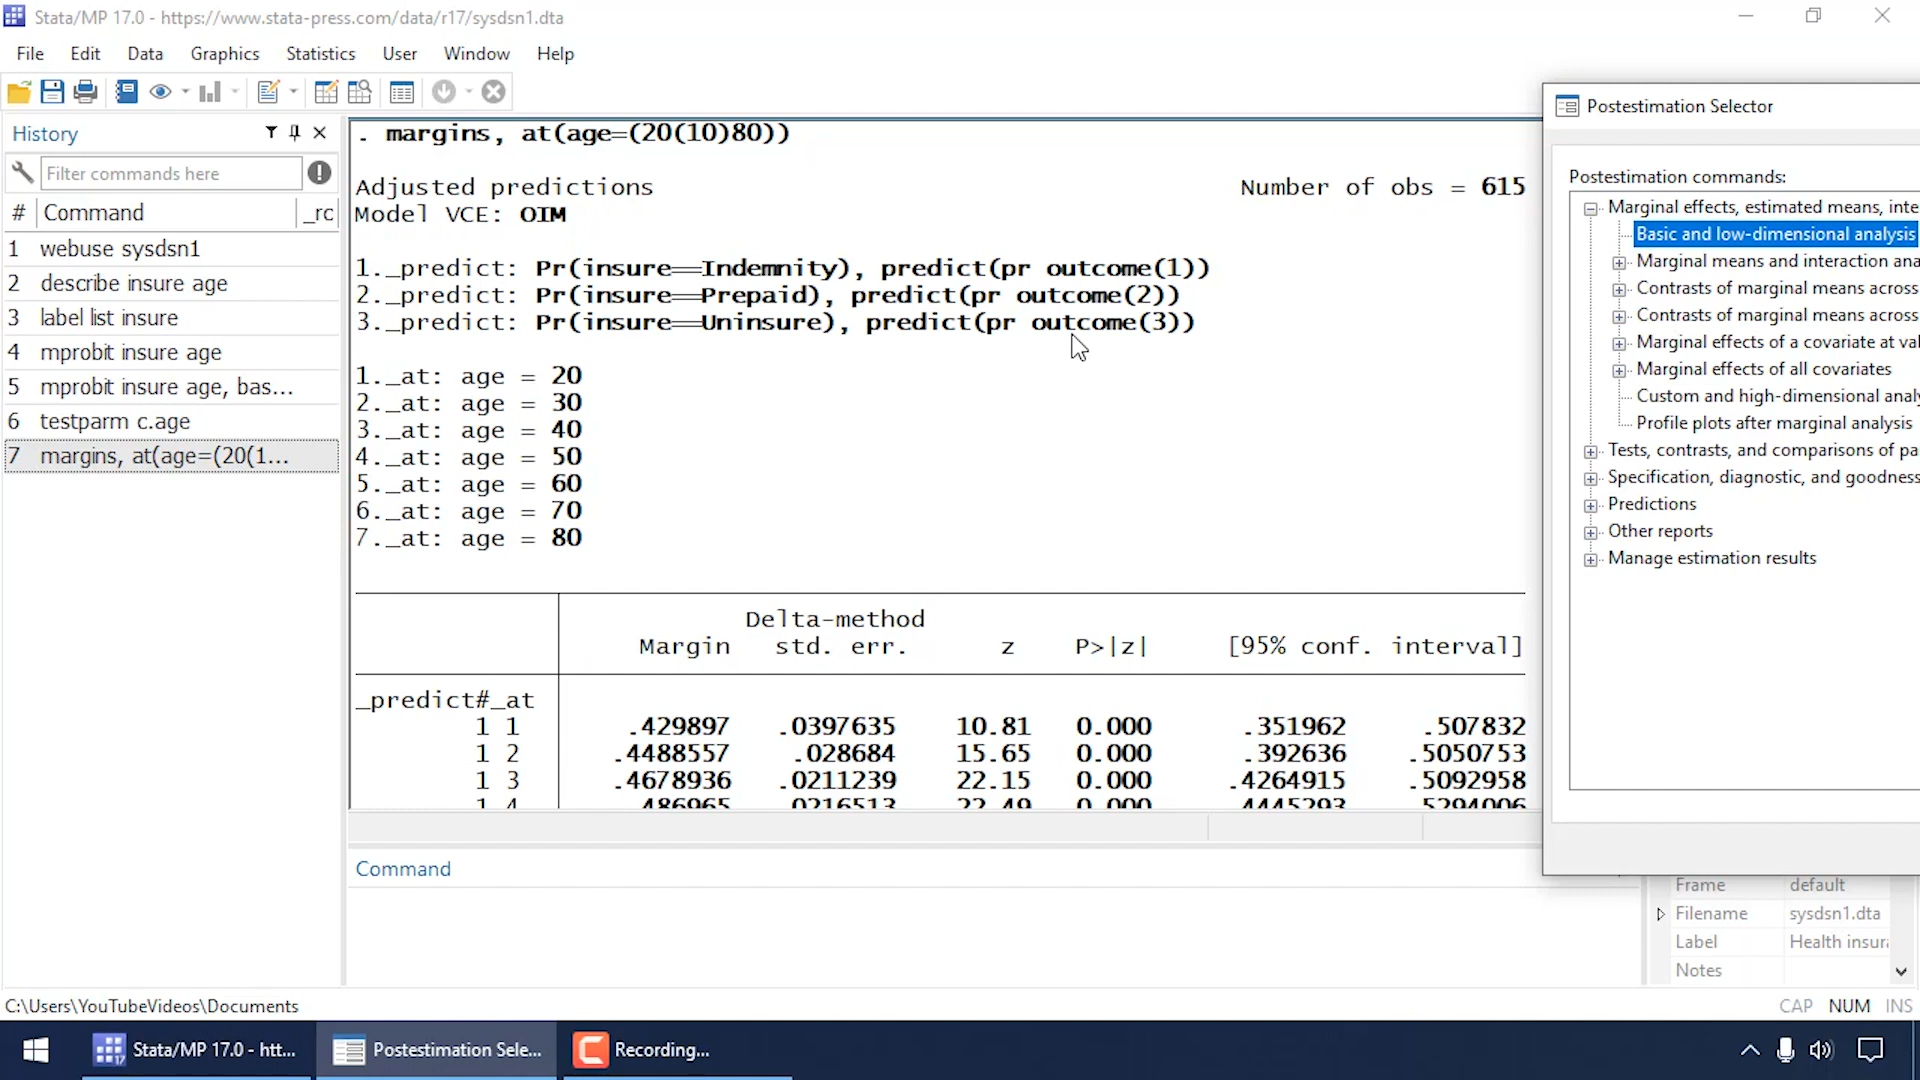 Stata/MP 17.0 - https://www.stata-press.com/data/r17/sysdsn1.dta
File Edit Data Graphics Statistics User Window Help
History
Filter commands here
# Command _rc
1 webuse sysdsn1
2 describe insure age
3 label list insure
4 mprobit insure age
5 mprobit insure age, bas...
6 testparm c.age
7 margins, at(age=(20(1...
. margins, at(age=(20(10)80))
Adjusted predictions Number of obs = 615
Model VCE: OIM
1._predict: Pr(insure==Indemnity), predict(pr outcome(1))
2._predict: Pr(insure==Prepaid), predict(pr outcome(2))
3._predict: Pr(insure==Uninsure), predict(pr outcome(3))
1._at: age = 20
2._at: age = 30
3._at: age = 40
4._at: age = 50
5._at: age = 60
6._at: age = 70
7._at: age = 80
Delta-method
Margin std. err. z P>|z| [95% conf. interval]
_predict#_at
1 1 .429897 .0397635 10.81 0.000 .351962 .507832
1 2 .4488557 .028684 15.65 0.000 .392636 .5050753
1 3 .4678936 .0211239 22.15 0.000 .4264915 .5092958
1 4 .486965 .0216513 22.49 0.000 .4445293 .5294006
Command
Postestimation Selector
Postestimation commands:
Marginal effects, estimated means, inte
Basic and low-dimensional analysis
Marginal means and interaction ana
Contrasts of marginal means across
Contrasts of marginal means across
Marginal effects of a covariate at val
Marginal effects of all covariates
Custom and high-dimensional analy
Profile plots after marginal analysis
Tests, contrasts, and comparisons of pa
Specification, diagnostic, and goodness
Predictions
Other reports
Manage estimation results
Frame default
Filename sysdsn1.dta
Label Health insur
Notes
C:\Users\YouTubeVideos\Documents
CAP NUM INS
Stata/MP 17.0 - htt...
Postestimation Sele...
Recording...